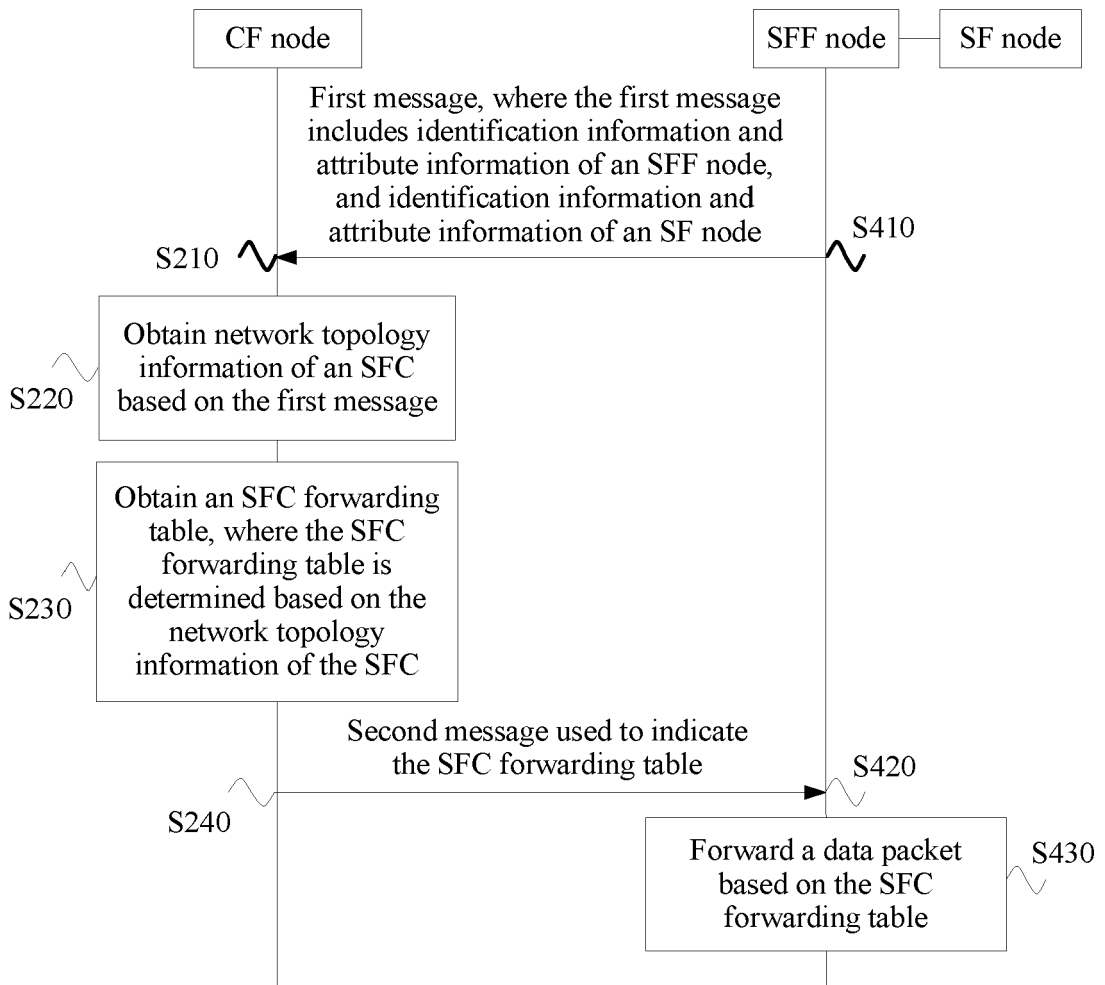 CF node
SFF node
SF node
First message, where the first message
includes identification information and
attribute information of an SFF node,
and identification information and
attribute information of an SF node
S410
S210
Obtain network topology
information of an SFC
based on the first message
S220
Obtain an SFC forwarding
table, where the SFC
forwarding table is
determined based on the
network topology
information of the SFC
S230
Second message used to indicate
the SFC forwarding table
S420
S240
Forward a data packet
based on the SFC
forwarding table
S430